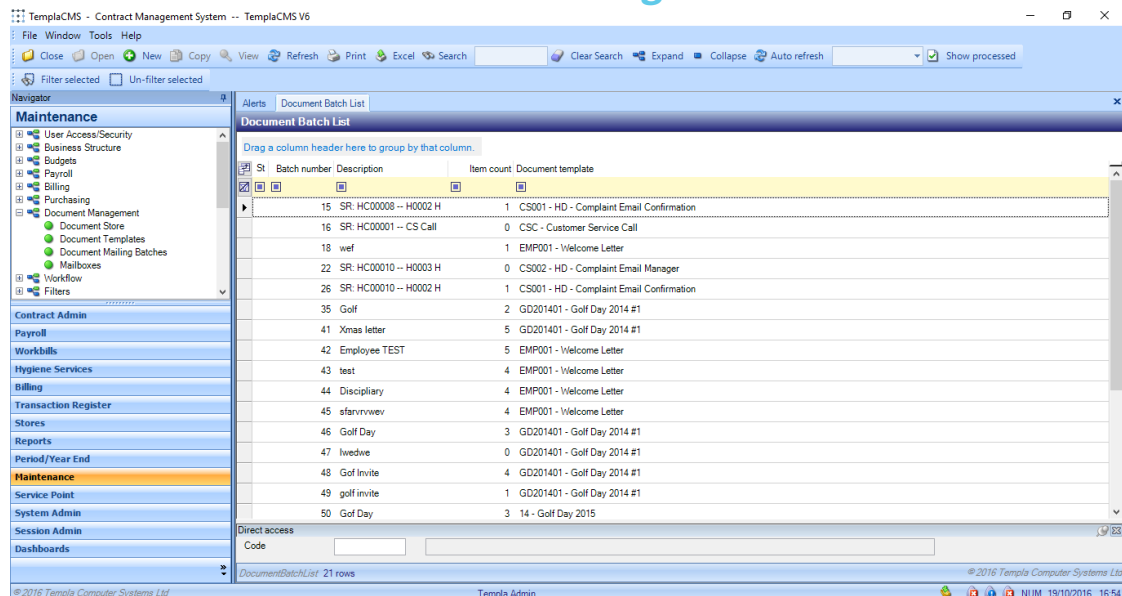 TemplaCMS - Contract Management System -- TemplaCMS V6
File Window Tools Help
Close Open New Copy View Refresh Print Excel Search Clear Search Expand Collapse Auto refresh Show processed
Filter selected Un-filter selected
Navigator
Maintenance
User Access/Security
Business Structure
Budgets
Payroll
Billing
Purchasing
Document Management
Document Store
Document Templates
Document Mailing Batches
Mailboxes
Workflow
Filters
Contract Admin
Payroll
Workbills
Hygiene Services
Billing
Transaction Register
Stores
Reports
Period/Year End
Maintenance
Service Point
System Admin
Session Admin
Dashboards
Alerts Document Batch List
Document Batch List
Drag a column header here to group by that column.
St Batch number Description Item count Document template
15 SR: HC00008 -- H0002 H 1 CS001 - HD - Complaint Email Confirmation
16 SR: HC00001 -- CS Call 0 CSC - Customer Service Call
18 wef 1 EMP001 - Welcome Letter
22 SR: HC00010 -- H0003 H 0 CS002 - HD - Complaint Email Manager
26 SR: HC00010 -- H0002 H 1 CS001 - HD - Complaint Email Confirmation
35 Golf 2 GD201401 - Golf Day 2014 #1
41 Xmas letter 5 GD201401 - Golf Day 2014 #1
42 Employee TEST 5 EMP001 - Welcome Letter
43 test 4 EMP001 - Welcome Letter
44 Discipliary 4 EMP001 - Welcome Letter
45 sfarvrvwev 4 EMP001 - Welcome Letter
46 Golf Day 3 GD201401 - Golf Day 2014 #1
47 lwedwe 0 GD201401 - Golf Day 2014 #1
48 Gof Invite 4 GD201401 - Golf Day 2014 #1
49 golf invite 1 GD201401 - Golf Day 2014 #1
50 Gof Day 3 14 - Golf Day 2015
Direct access
Code
DocumentBatchList 21 rows © 2016 Templa Computer Systems Ltd
© 2016 Templa Computer Systems Ltd Templa Admin NUM 19/10/2016 16:54